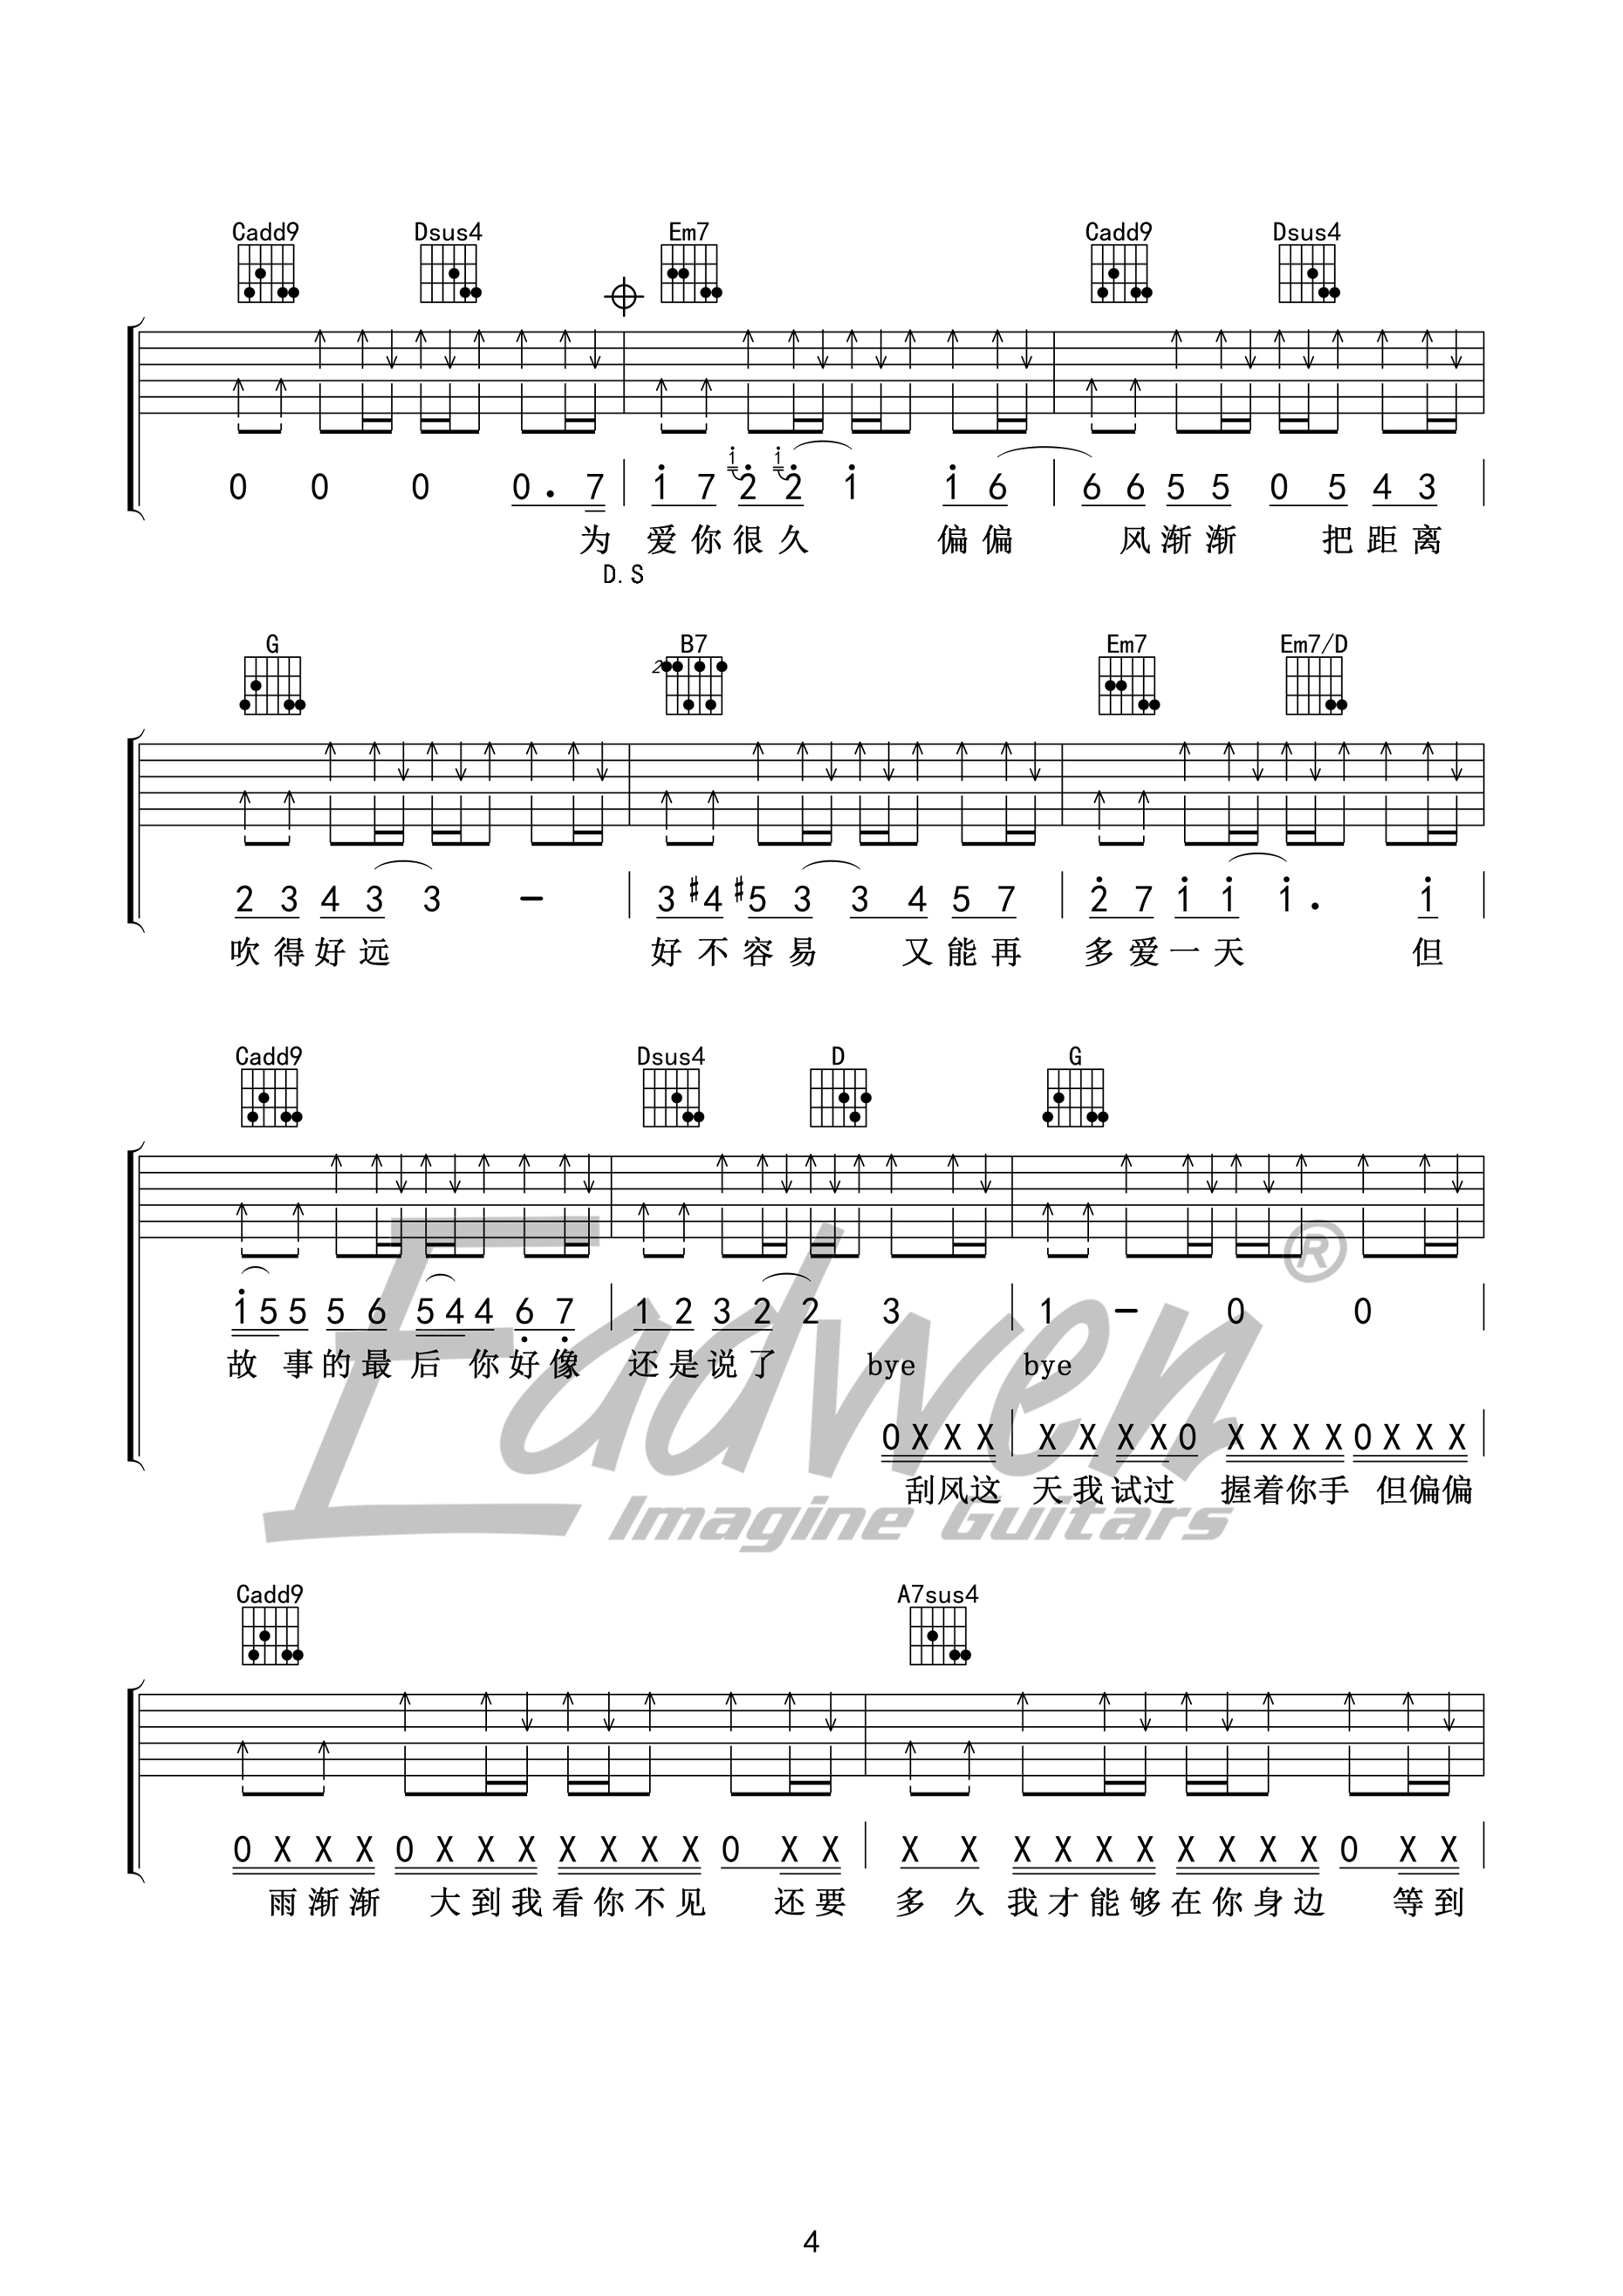 Cadd9 Dsus4 Em7 Cadd9 Dsus4
i i
0 0 0 0. 7 | i 7 2̇ 2̇ i i 6 | 6 6 5 5 0 5 4 3 |
为 爱你很久 偏偏 风渐渐 把距离
D.S
G B7 Em7 Em7/D
2
2 3 4 3 3 - | 3 #4 #5 3 3 4 5 7 | 2̇ 7 i i i. i |
吹得好远 好不容易 又能再 多爱一天 但
Cadd9 Dsus4 D G
i 5 5 5 6 5 4 4 6̣ 7̣ | 1 2 3 2 2 3 | 1 - 0 0 |
故 事的最后 你好像 还是说了 bye bye
0 X X X | X X X X 0 X X X X 0 X X X |
刮风这 天我试过 握着你手 但偏偏
Fadwen®
Imagine Guitars
Cadd9 A7sus4
0 X X X 0 X X X X X X X 0 X X | X X X X X X X X X X 0 X X |
雨渐渐 大到我看你不见 还要 多久我才能够在你身边 等到
4